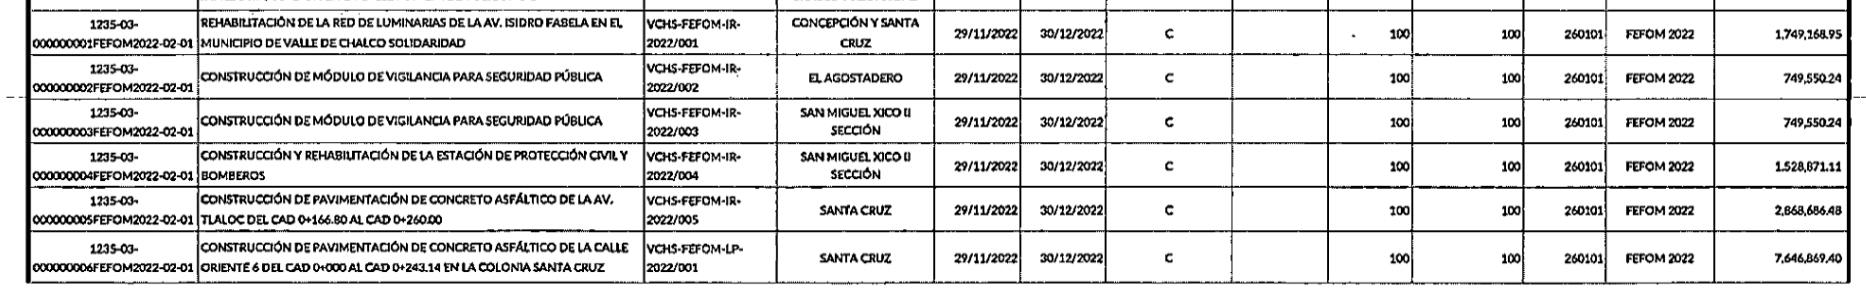 1235-03- REHABILITACIÓN DE LA RED DE LUMINARIAS DE LA AV. ISIDRO FABELA EN EL VCHS-FEFOM-IR- CONCEPCIÓN Y SANTA 29/11/2022 30/12/2022 C 100 100 260101 FEFOM 2022 1,749,168.95
000000001FEFOM2022-02-01 MUNICIPIO DE VALLE DE CHALCO SOLIDARIDAD 2022/001 CRUZ
1235-03- CONSTRUCCIÓN DE MÓDULO DE VIGILANCIA PARA SEGURIDAD PÚBLICA VCHS-FEFOM-IR- EL AGOSTADERO 29/11/2022 30/12/2022 C 100 100 260101 FEFOM 2022 749,550.24
000000002FEFOM2022-02-01 2022/002
1235-03- CONSTRUCCIÓN DE MÓDULO DE VIGILANCIA PARA SEGURIDAD PÚBLICA VCHS-FEFOM-IR- SAN MIGUEL XICO II 29/11/2022 30/12/2022 C 100 100 260101 FEFOM 2022 749,550.24
000000003FEFOM2022-02-01 2022/003 SECCIÓN
1235-03- CONSTRUCCIÓN Y REHABILITACIÓN DE LA ESTACIÓN DE PROTECCIÓN CIVIL Y VCHS-FEFOM-IR- SAN MIGUEL XICO II 29/11/2022 30/12/2022 C 100 100 260101 FEFOM 2022 1,528,871.11
000000004FEFOM2022-02-01 BOMBEROS 2022/004 SECCIÓN
1235-03- CONSTRUCCIÓN DE PAVIMENTACIÓN DE CONCRETO ASFÁLTICO DE LA AV. VCHS-FEFOM-IR- SANTA CRUZ 29/11/2022 30/12/2022 C 100 100 260101 FEFOM 2022 2,868,686.48
000000005FEFOM2022-02-01 TLALOC DEL CAD 0+166.80 AL CAD 0+260.00 2022/005
1235-03- CONSTRUCCIÓN DE PAVIMENTACIÓN DE CONCRETO ASFÁLTICO DE LA CALLE VCHS-FEFOM-LP- SANTA CRUZ 29/11/2022 30/12/2022 C 100 100 260101 FEFOM 2022 7,646,869.40
000000006FEFOM2022-02-01 ORIENTE 6 DEL CAD 0+000 AL CAD 0+243.14 EN LA COLONIA SANTA CRUZ 2022/001